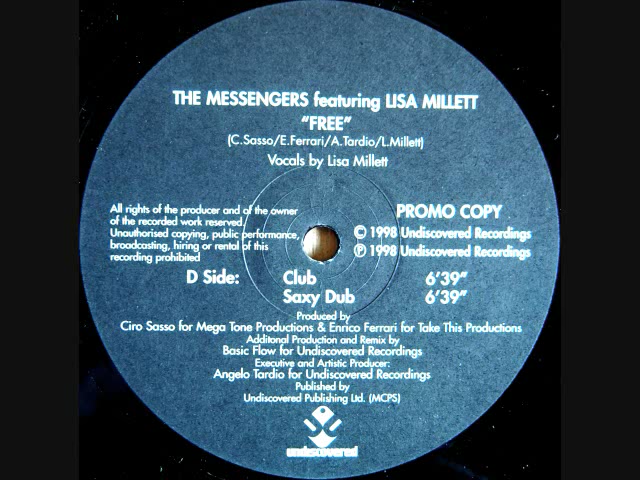 THE MESSENGERS featuring LISA MILLETT
"FREE"
(C.Sasso/E.Ferrari/A.Tardio/L.Millett)
Vocals by Lisa Millett
All rights of the producer and of the owner
of the recorded work reserved.
Unauthorised copying, public performance,
broadcasting, hiring or rental of this
recording prohibited
PROMO COPY
© 1998 Undiscovered Recordings
℗ 1998 Undiscovered Recordings
D Side: Club 6'39"
Saxy Dub 6'39"
Produced by
Ciro Sasso for Mega Tone Productions & Enrico Ferrari for Take This Productions
Additonal Production and Remix by
Basic Flow for Undiscovered Recordings
Executive and Artistic Producer:
Angelo Tardio for Undiscovered Recordings
Published by
Undiscovered Publishing Ltd. (MCPS)
undiscovered